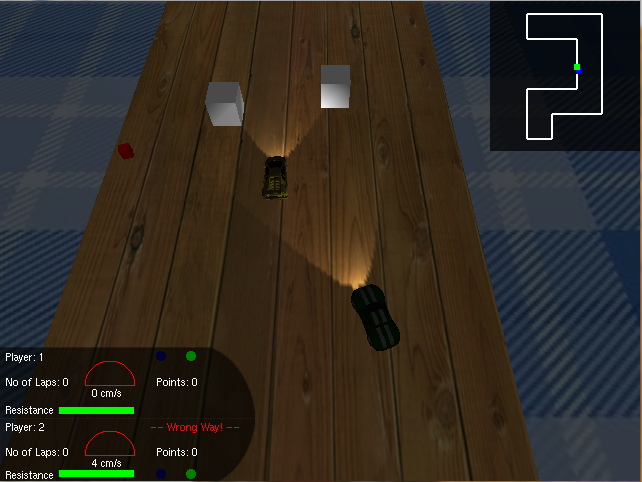 Player: 1
No of Laps: 0
0 cm/s
Points: 0
Resistance
Player: 2
-- Wrong Way! --
No of Laps: 0
4 cm/s
Points: 0
Resistance